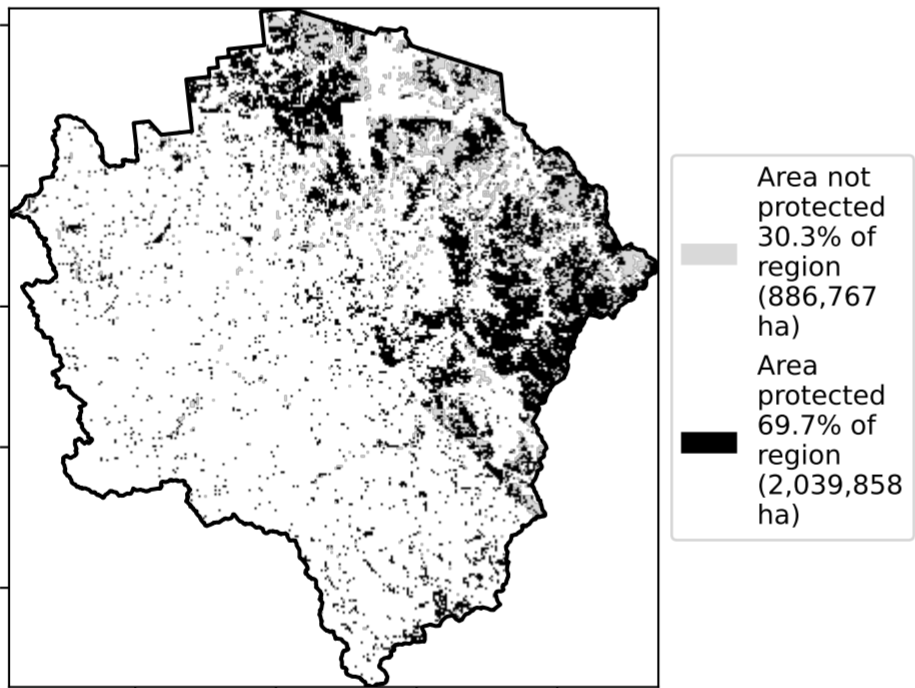 Area not
protected
30.3% of
region
(886,767
ha)
Area
protected
69.7% of
region
(2,039,858
ha)